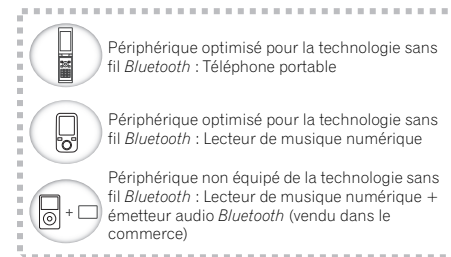 Périphérique optimisé pour la technologie sans
fil Bluetooth : Téléphone portable
Périphérique optimisé pour la technologie sans
fil Bluetooth : Lecteur de musique numérique
Périphérique non équipé de la technologie sans
fil Bluetooth : Lecteur de musique numérique +
émetteur audio Bluetooth (vendu dans le
commerce)